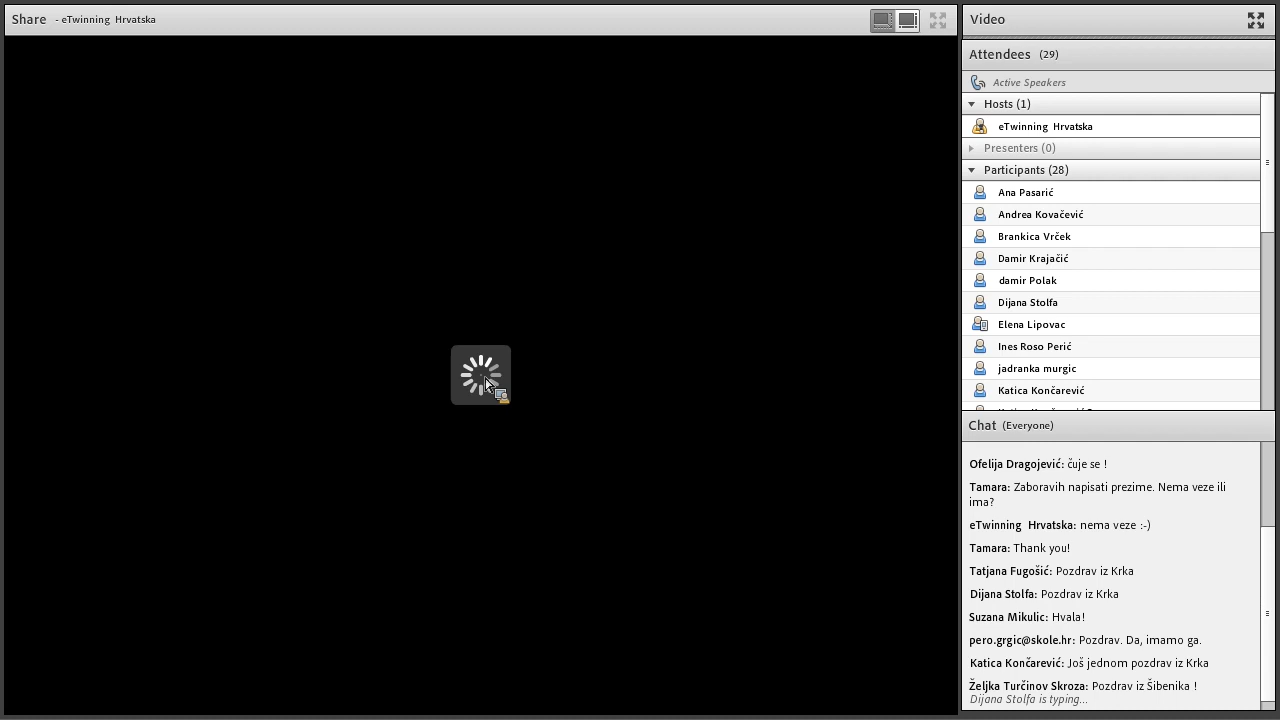 Share - eTwinning Hrvatska
Video
Attendees (29)
Active Speakers
Hosts (1)
eTwinning Hrvatska
Presenters (0)
Participants (28)
Ana Pasarić
Andrea Kovačević
Brankica Vrček
Damir Krajačić
damir Polak
Dijana Stolfa
Elena Lipovac
Ines Roso Perić
jadranka murgic
Katica Končarević
Chat (Everyone)
Ofelija Dragojević: čuje se !
Tamara: Zaboravih napisati prezime. Nema veze ili
ima?
eTwinning Hrvatska: nema veze :-)
Tamara: Thank you!
Tatjana Fugošić: Pozdrav iz Krka
Dijana Stolfa: Pozdrav iz Krka
Suzana Mikulic: Hvala!
pero.grgic@skole.hr: Pozdrav. Da, imamo ga.
Katica Končarević: Još jednom pozdrav iz Krka
Željka Turčinov Skroza: Pozdrav iz Šibenika !
Dijana Stolfa is typing...